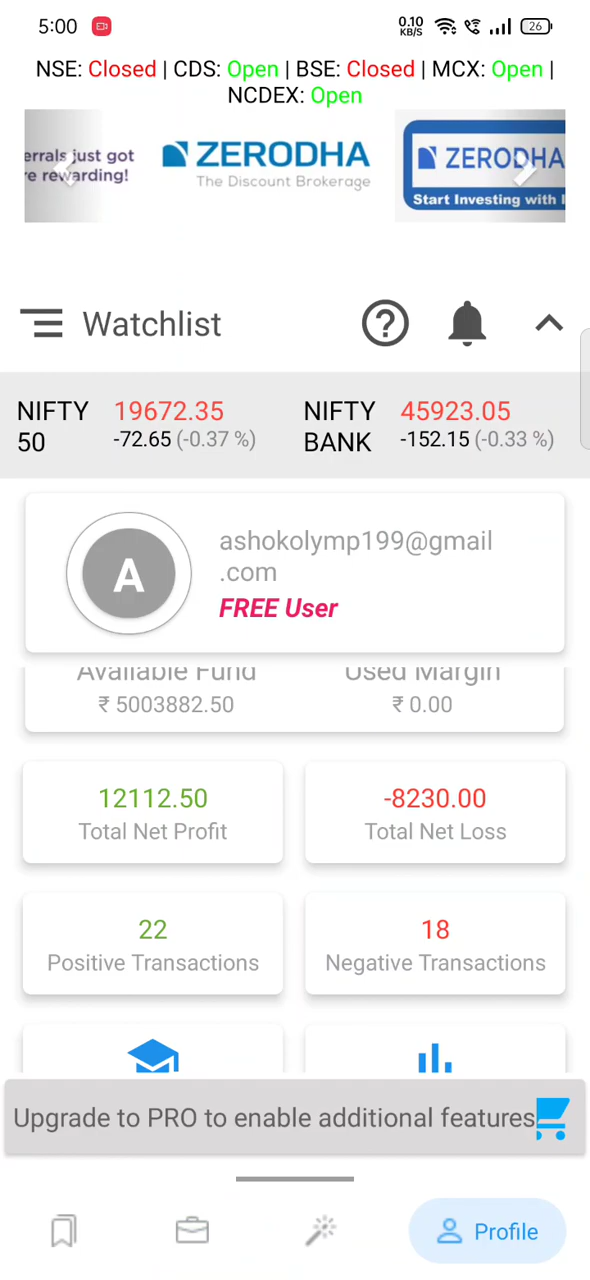 5:00
0.10
KB/S
26
NSE: Closed | CDS: Open | BSE: Closed | MCX: Open |
NCDEX: Open
errals just got
re rewarding!
ZERODHA
The Discount Brokerage
ZERODHA
Start Investing with
Watchlist
NIFTY 50
19672.35
-72.65 (-0.37 %)
NIFTY BANK
45923.05
-152.15 (-0.33 %)
A
ashokolymp199@gmail
.com
FREE User
Available Fund
₹ 5003882.50
Used Margin
₹ 0.00
12112.50
Total Net Profit
-8230.00
Total Net Loss
22
Positive Transactions
18
Negative Transactions
Upgrade to PRO to enable additional features
Profile